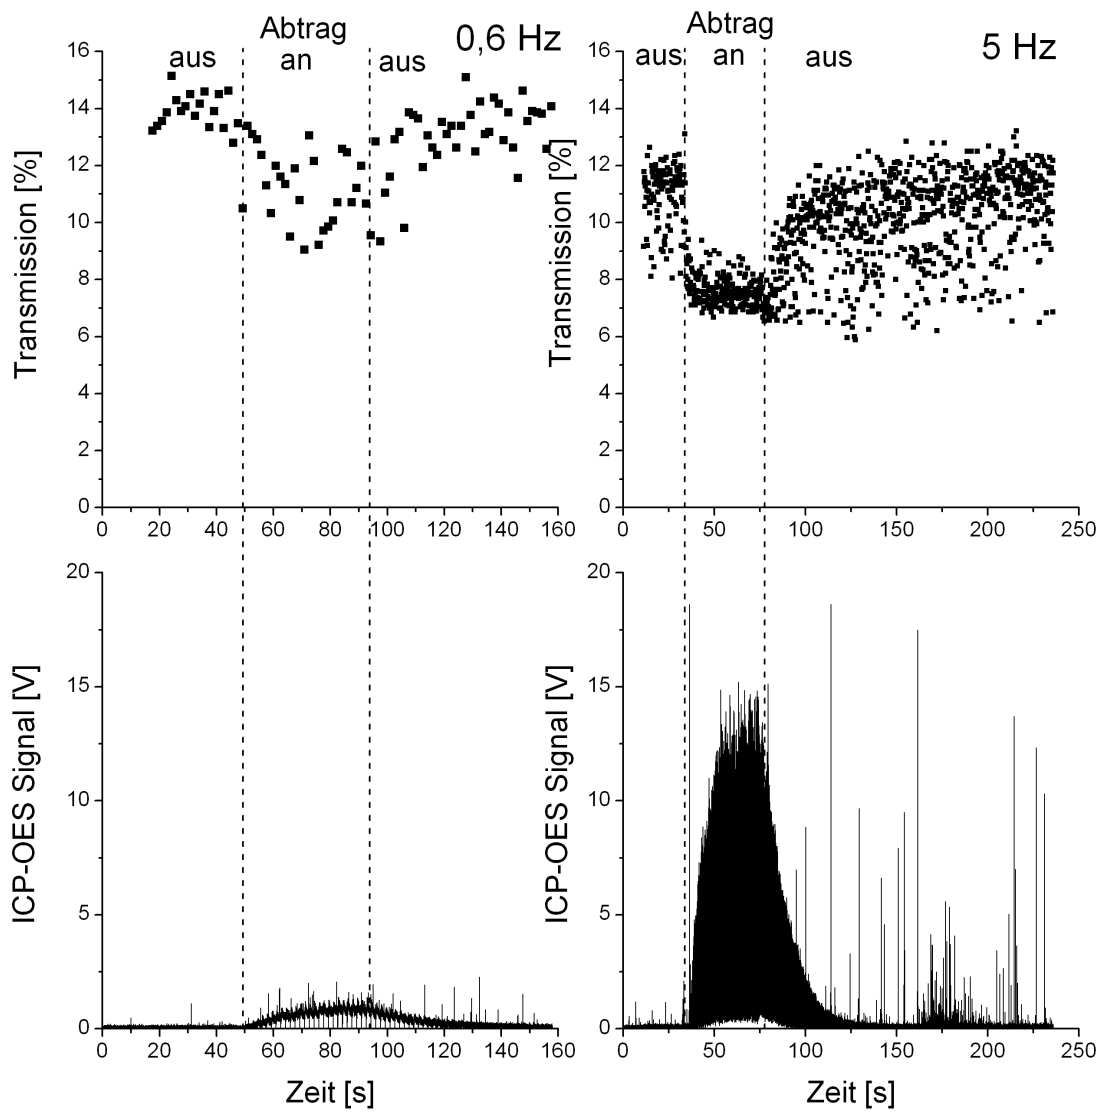 Abtrag
aus an aus
0,6 Hz
Transmission [%]
16
14
12
10
8
6
4
2
0
0 20 40 60 80 100 120 140 160
Abtrag
aus an aus
5 Hz
Transmission [%]
16
14
12
10
8
6
4
2
0
0 50 100 150 200 250
ICP-OES Signal [V]
20
15
10
5
0
0 20 40 60 80 100 120 140 160
Zeit [s]
ICP-OES Signal [V]
20
15
10
5
0
0 50 100 150 200 250
Zeit [s]